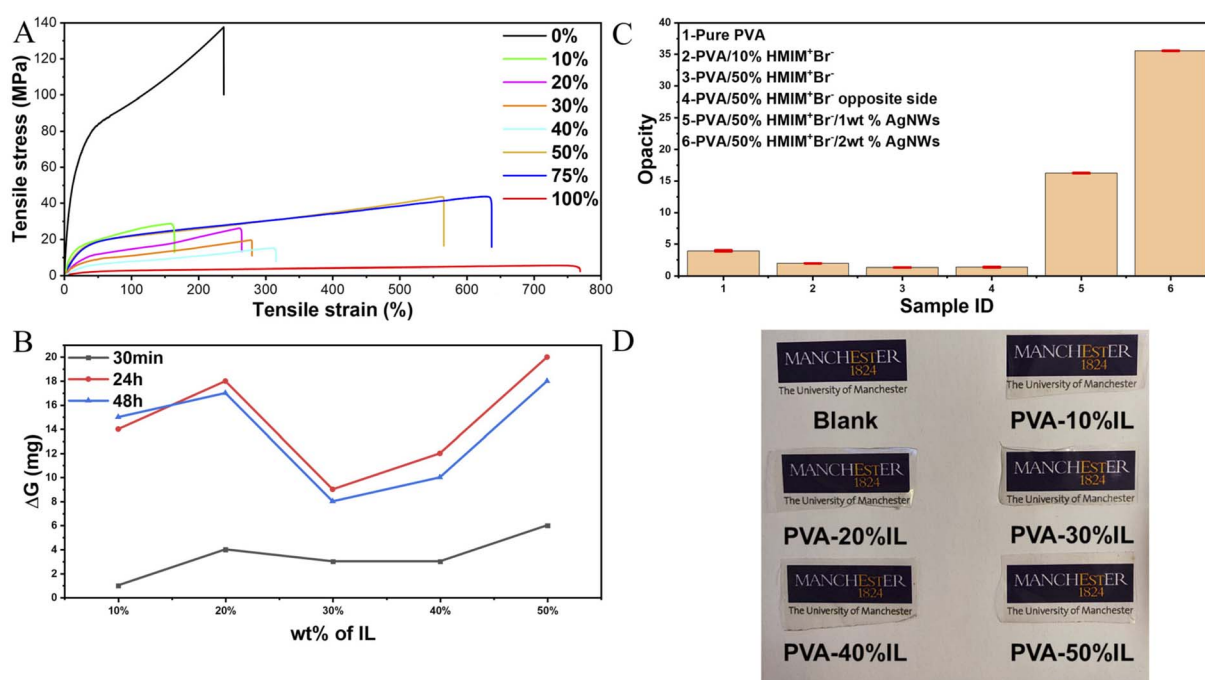 A
Tensile stress (MPa)
140
120
100
80
60
40
20
0
0 100 200 300 400 500 600 700 800
Tensile strain (%)
0%
10%
20%
30%
40%
50%
75%
100%
C
Opacity
40
35
30
25
20
15
10
5
0
1-Pure PVA
2-PVA/10% HMIM⁺Br⁻
3-PVA/50% HMIM⁺Br⁻
4-PVA/50% HMIM⁺Br⁻ opposite side
5-PVA/50% HMIM⁺Br⁻/1wt % AgNWs
6-PVA/50% HMIM⁺Br⁻/2wt % AgNWs
1 2 3 4 5 6
Sample ID
B
ΔG (mg)
20
18
16
14
12
10
8
6
4
2
0
30min
24h
48h
10% 20% 30% 40% 50%
wt% of IL
D
MANCHESTER
1824
The University of Manchester
Blank
MANCHESTER
1824
The University of Manchester
PVA-10%IL
MANCHESTER
1824
The University of Manchester
PVA-20%IL
MANCHESTER
1824
The University of Manchester
PVA-30%IL
MANCHESTER
1824
The University of Manchester
PVA-40%IL
MANCHESTER
1824
The University of Manchester
PVA-50%IL